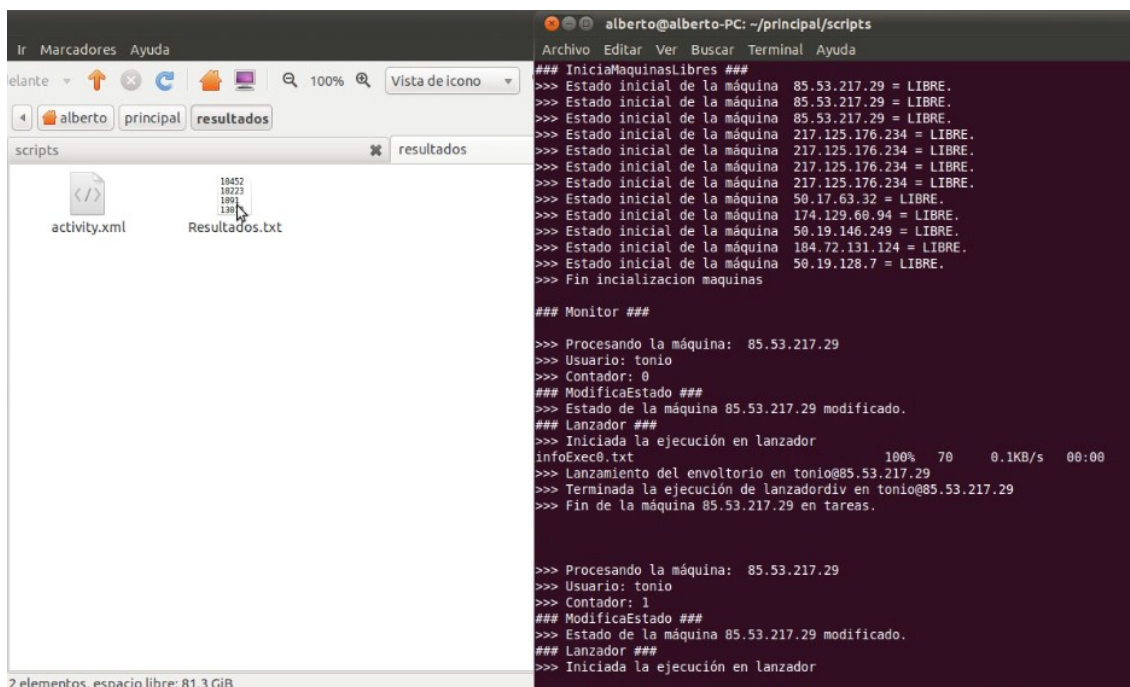 Ir Marcadores Ayuda
elante 100% Vista de icono
alberto principal resultados
scripts resultados
10452
10223
1091
activity.xml Resultados.txt
2 elementos, espacio libre: 81,3 GiB
alberto@alberto-PC: ~/principal/scripts
Archivo Editar Ver Buscar Terminal Ayuda
### IniciaMaquinasLibres ###
>>> Estado inicial de la máquina 85.53.217.29 = LIBRE.
>>> Estado inicial de la máquina 85.53.217.29 = LIBRE.
>>> Estado inicial de la máquina 85.53.217.29 = LIBRE.
>>> Estado inicial de la máquina 217.125.176.234 = LIBRE.
>>> Estado inicial de la máquina 217.125.176.234 = LIBRE.
>>> Estado inicial de la máquina 217.125.176.234 = LIBRE.
>>> Estado inicial de la máquina 217.125.176.234 = LIBRE.
>>> Estado inicial de la máquina 50.17.63.32 = LIBRE.
>>> Estado inicial de la máquina 174.129.60.94 = LIBRE.
>>> Estado inicial de la máquina 50.19.146.249 = LIBRE.
>>> Estado inicial de la máquina 184.72.131.124 = LIBRE.
>>> Estado inicial de la máquina 50.19.128.7 = LIBRE.
>>> Fin incializacion maquinas
### Monitor ###
>>> Procesando la máquina: 85.53.217.29
>>> Usuario: tonio
>>> Contador: 0
### ModificaEstado ###
>>> Estado de la máquina 85.53.217.29 modificado.
### Lanzador ###
>>> Iniciada la ejecución en lanzador
infoExec0.txt 100% 70 0.1KB/s 00:00
>>> Lanzamiento del envoltorio en tonio@85.53.217.29
>>> Terminada la ejecución de lanzadordiv en tonio@85.53.217.29
>>> Fin de la máquina 85.53.217.29 en tareas.
>>> Procesando la máquina: 85.53.217.29
>>> Usuario: tonio
>>> Contador: 1
### ModificaEstado ###
>>> Estado de la máquina 85.53.217.29 modificado.
### Lanzador ###
>>> Iniciada la ejecución en lanzador